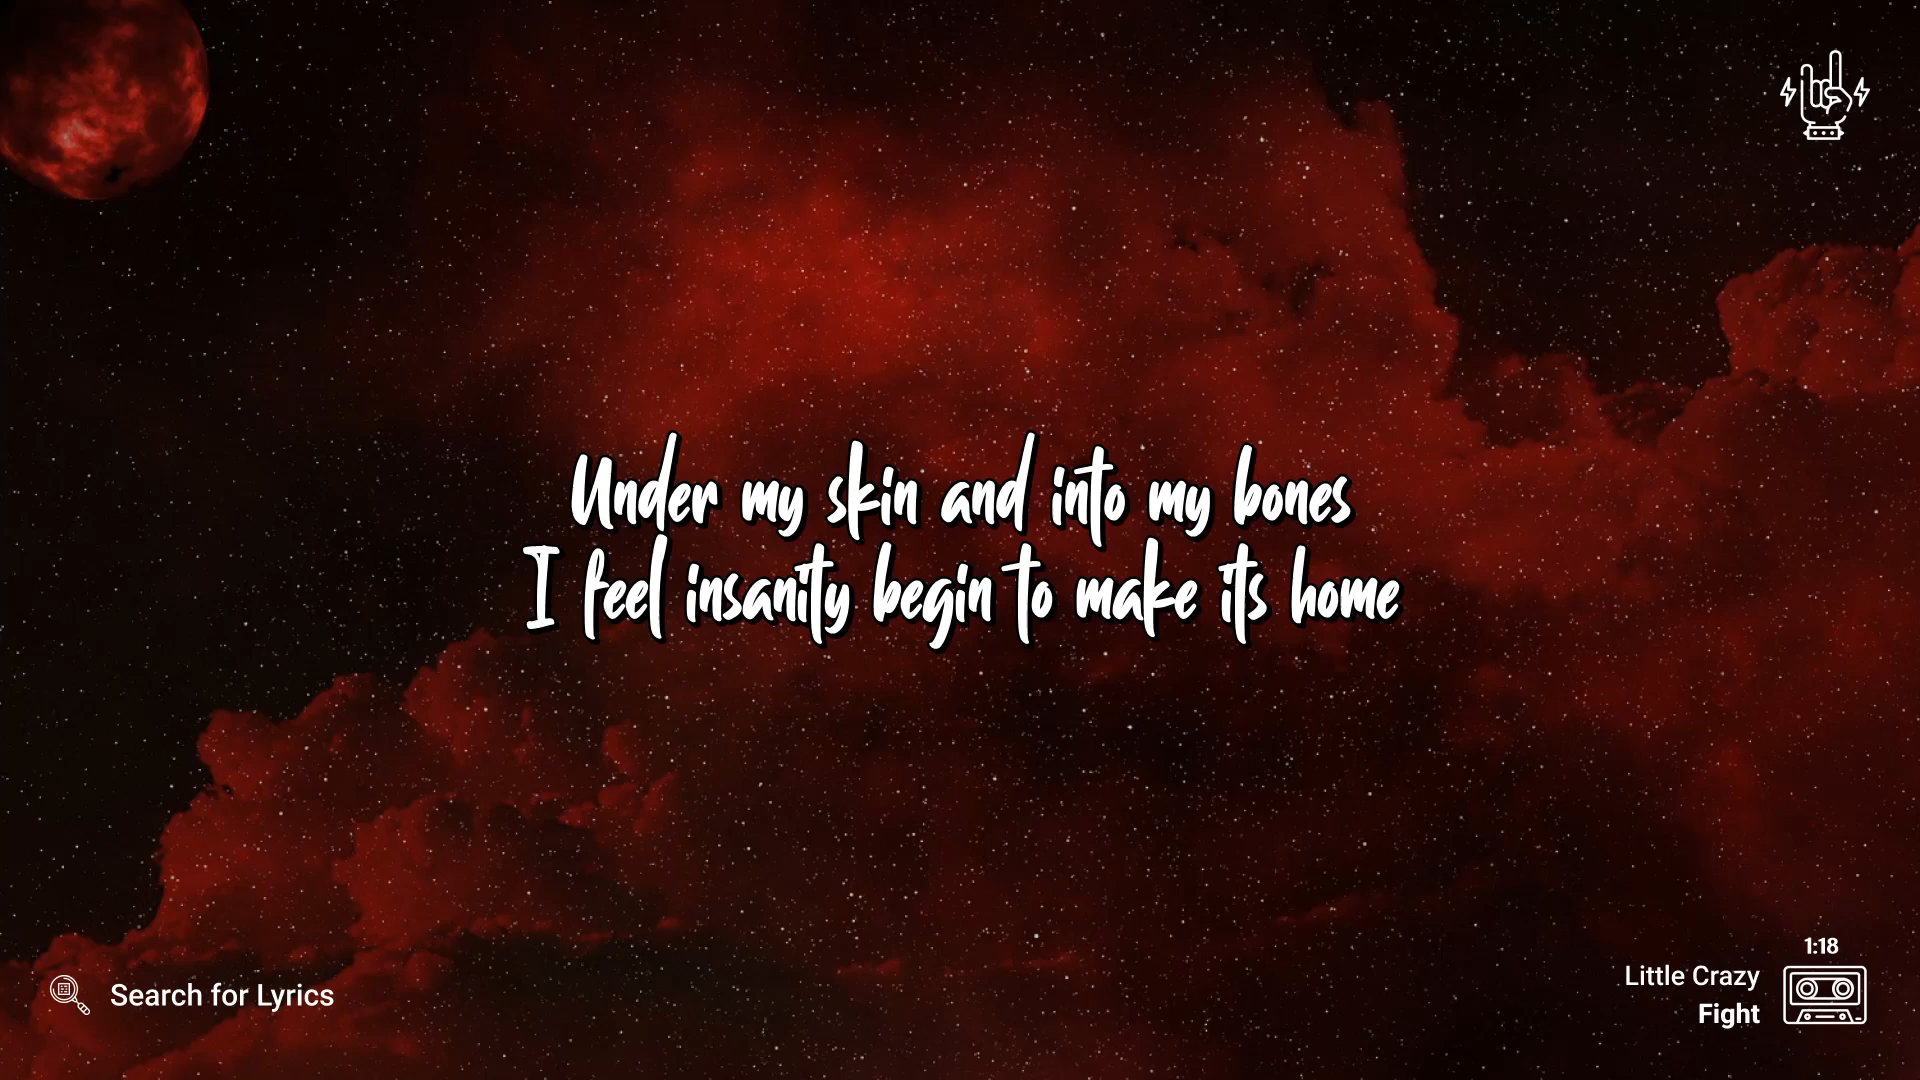 Under my skin and into my bones
I feel insanity begin to make its home
Search for Lyrics
1:18
Little Crazy
Fight